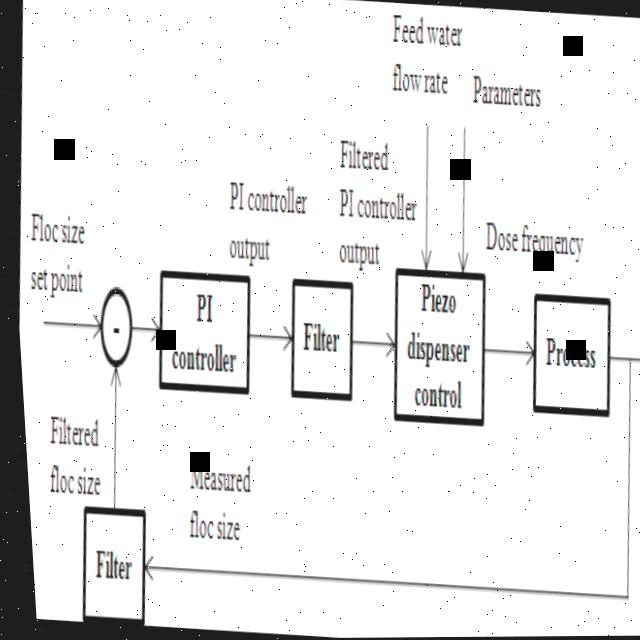 Feed water
flow rate
Parameters
Filtered
PI controller
output
PI controller
output
Dose frequency
Floc size
set point
-
PI
controller
Filter
Piezo
dispenser
control
Process
Filtered
floc size
Measured
floc size
Filter